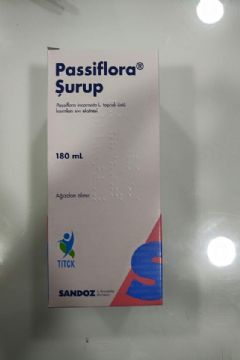 Passiflora®
Şurup
Passiflora incarnata L. toprak üstü
kısımları sıvı ekstresi
180 mL
Ağızdan alınır
TİTCK
SANDOZ